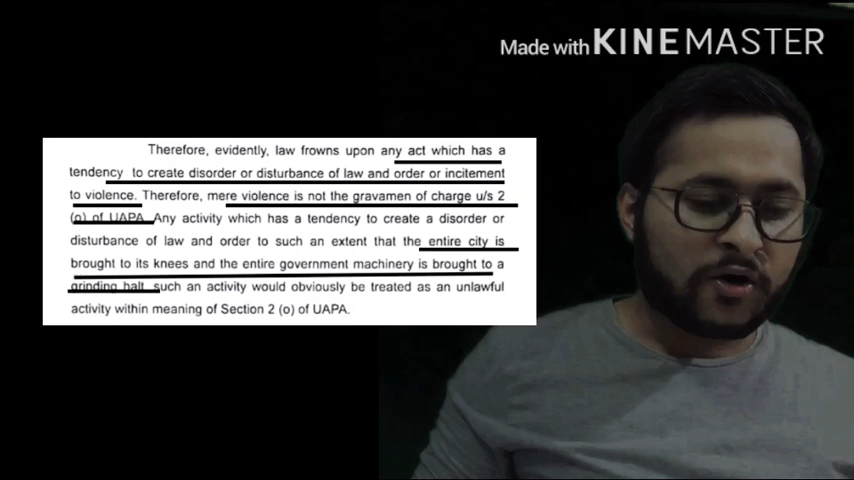 Made with KINEMASTER
Therefore, evidently, law frowns upon any act which has a
tendency to create disorder or disturbance of law and order or incitement
to violence. Therefore, mere violence is not the gravamen of charge u/s 2
(o) of UAPA. Any activity which has a tendency to create a disorder or
disturbance of law and order to such an extent that the entire city is
brought to its knees and the entire government machinery is brought to a
grinding halt such an activity would obviously be treated as an unlawful
activity within meaning of Section 2 (o) of UAPA.